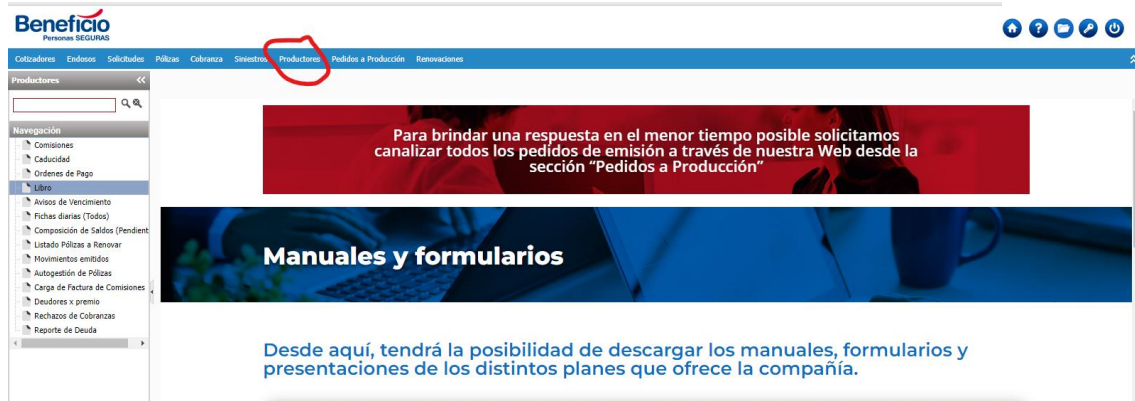 Beneficio
Personas SEGURAS
Cotizadores Endosos Solicitudes Pólizas Cobranza Siniestros Productores Pedidos a Producción Renovaciones
Productores
Navegación
Comisiones
Caducidad
Ordenes de Pago
Libro
Avisos de Vencimiento
Fichas diarias (Todos)
Composición de Saldos (Pendient
Listado Pólizas a Renovar
Movimientos emitidos
Autogestión de Pólizas
Carga de Factura de Comisiones
Deudores x premio
Rechazos de Cobranzas
Reporte de Deuda
Para brindar una respuesta en el menor tiempo posible solicitamos
canalizar todos los pedidos de emisión a través de nuestra Web desde la
sección “Pedidos a Producción”
Manuales y formularios
Desde aquí, tendrá la posibilidad de descargar los manuales, formularios y
presentaciones de los distintos planes que ofrece la compañía.